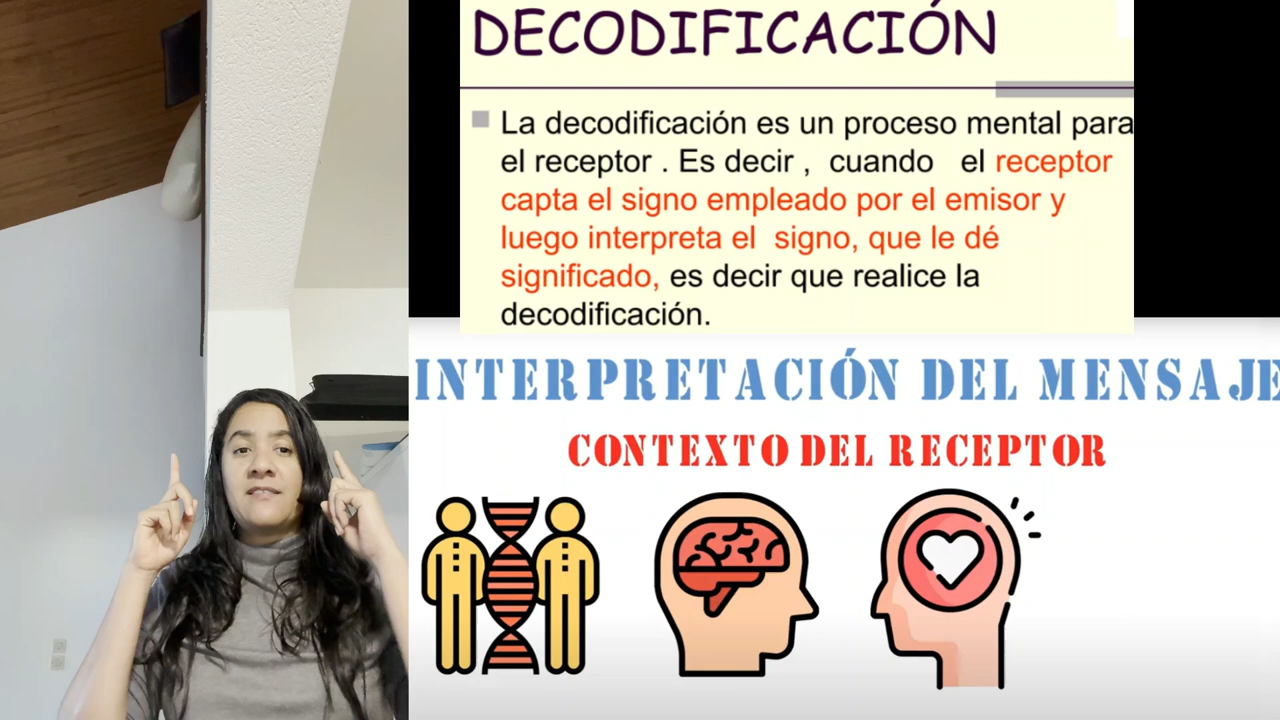 DECODIFICACIÓN
La decodificación es un proceso mental para
el receptor . Es decir , cuando el receptor
capta el signo empleado por el emisor y
luego interpreta el signo, que le dé
significado, es decir que realice la
decodificación.
INTERPRETACIÓN DEL MENSAJE
CONTEXTO DEL RECEPTOR